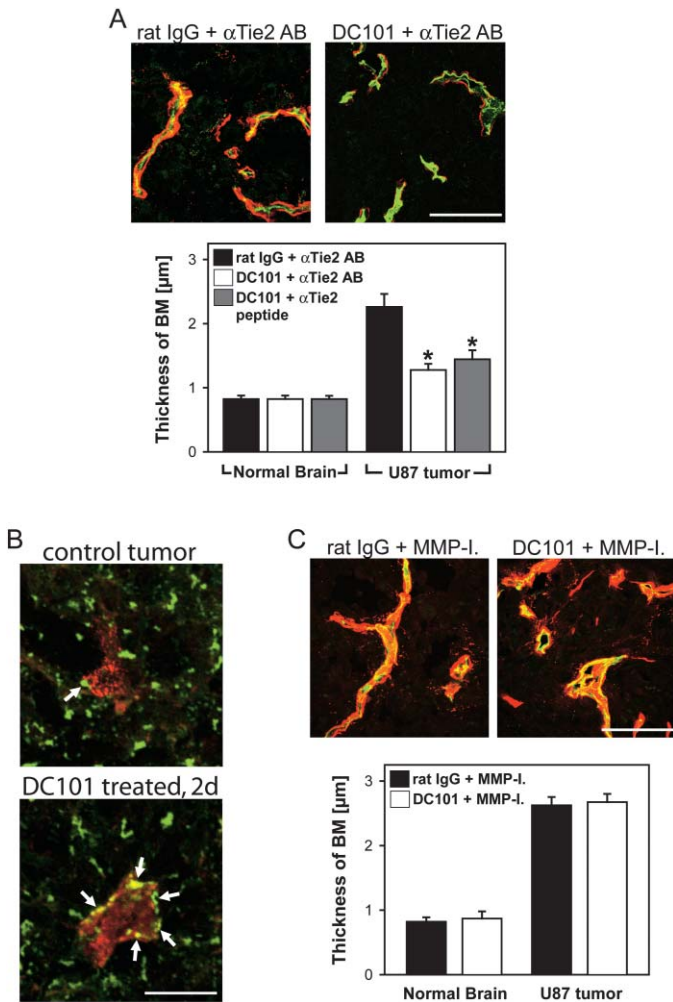 A
rat IgG + αTie2 AB
DC101 + αTie2 AB
Thickness of BM [µm]
3
2
1
0
rat IgG + αTie2 AB
DC101 + αTie2 AB
DC101 + αTie2
peptide
*
*
Normal Brain
U87 tumor
B
control tumor
DC101 treated, 2d
C
rat IgG + MMP-I.
DC101 + MMP-I.
Thickness of BM [µm]
3
2
1
0
rat IgG + MMP-I.
DC101 + MMP-I.
Normal Brain
U87 tumor